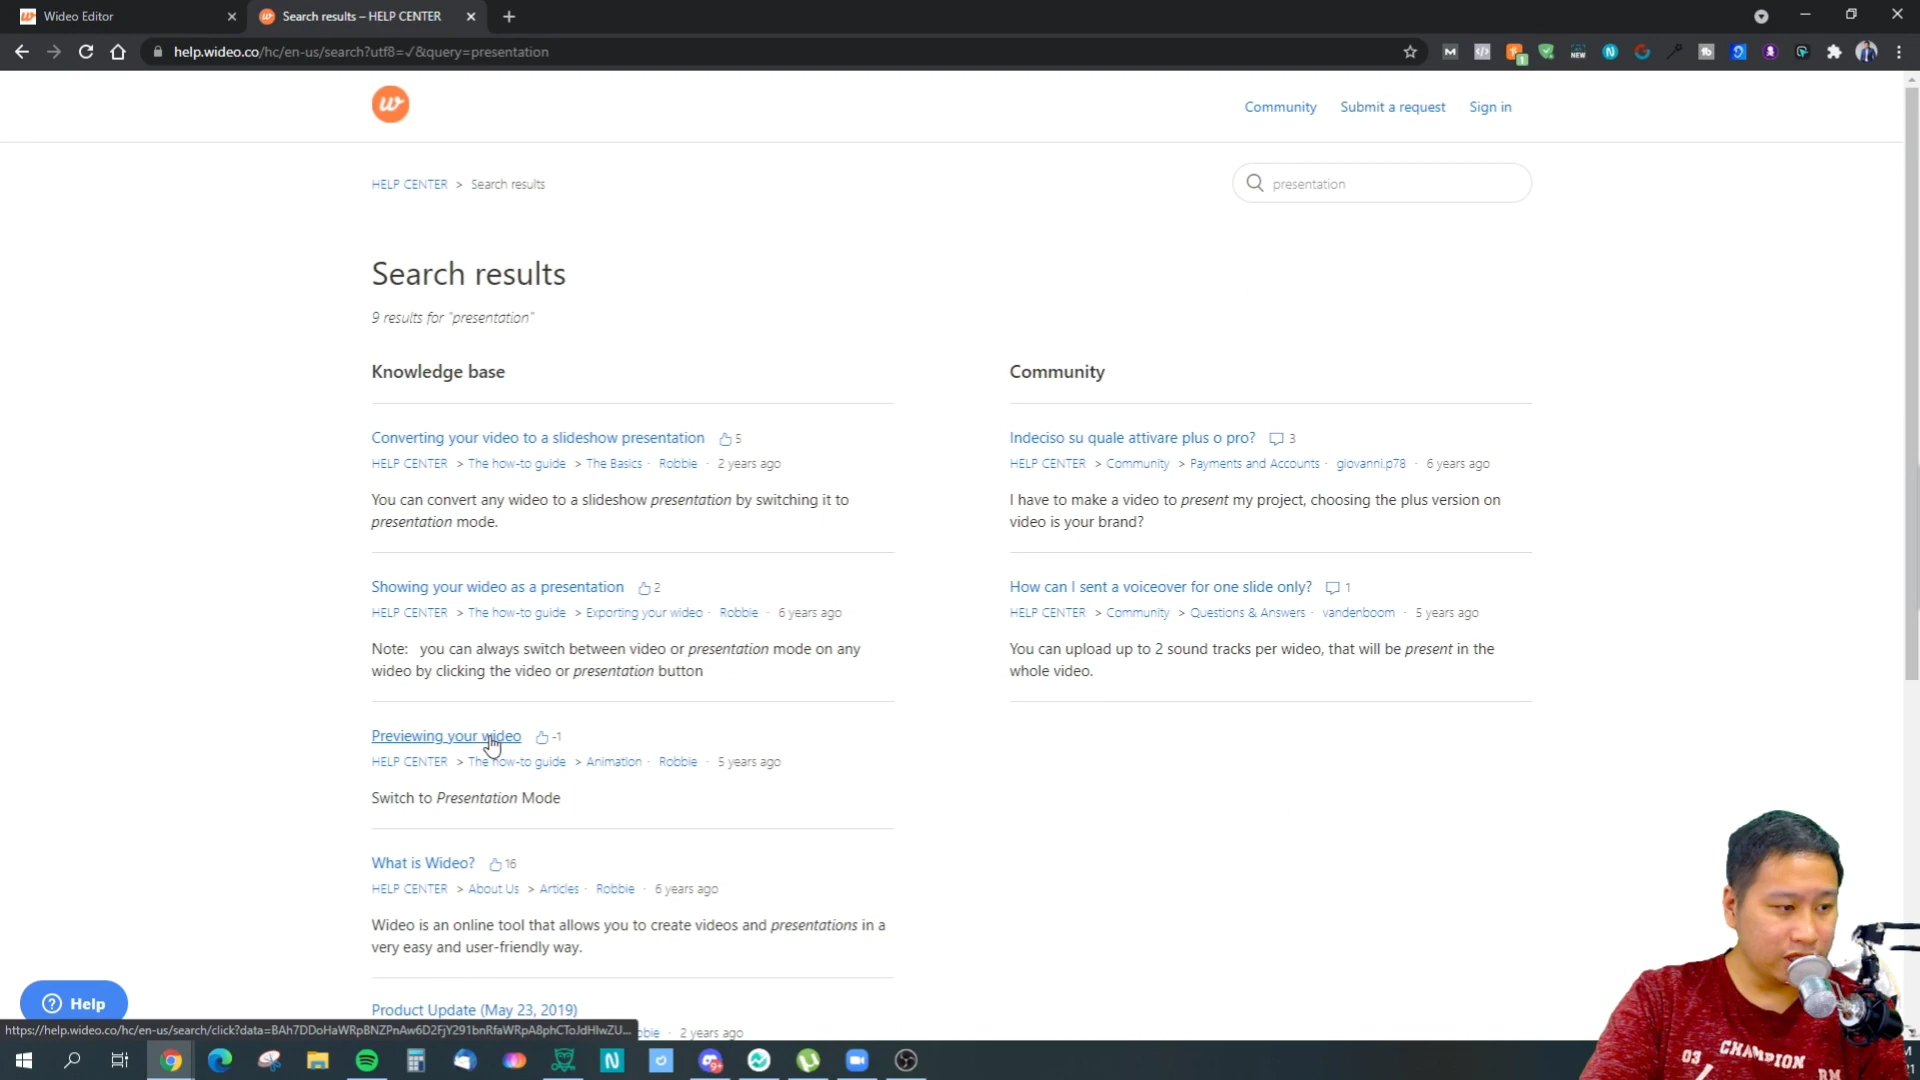 Wideo Editor
Search results – HELP CENTER
help.wideo.co/hc/en-us/search?utf8=✓&query=presentation
Community
Submit a request
Sign in
HELP CENTER > Search results
presentation
Search results
9 results for "presentation"
Knowledge base
Converting your video to a slideshow presentation 5
HELP CENTER > The how-to guide > The Basics · Robbie · 2 years ago
You can convert any wideo to a slideshow presentation by switching it to
presentation mode.
Showing your wideo as a presentation 2
HELP CENTER > The how-to guide > Exporting your wideo · Robbie · 6 years ago
Note: you can always switch between video or presentation mode on any
wideo by clicking the video or presentation button
Previewing your wideo -1
HELP CENTER > The how-to guide > Animation · Robbie · 5 years ago
Switch to Presentation Mode
What is Wideo? 16
HELP CENTER > About Us > Articles · Robbie · 6 years ago
Wideo is an online tool that allows you to create videos and presentations in a
very easy and user-friendly way.
Product Update (May 23, 2019)
2 years ago
Community
Indeciso su quale attivare plus o pro? 3
HELP CENTER > Community > Payments and Accounts · giovanni.p78 · 6 years ago
I have to make a video to present my project, choosing the plus version on
video is your brand?
How can I sent a voiceover for one slide only? 1
HELP CENTER > Community > Questions & Answers · vandenboom · 5 years ago
You can upload up to 2 sound tracks per wideo, that will be present in the
whole video.
Help
03 CHAMPION
RM